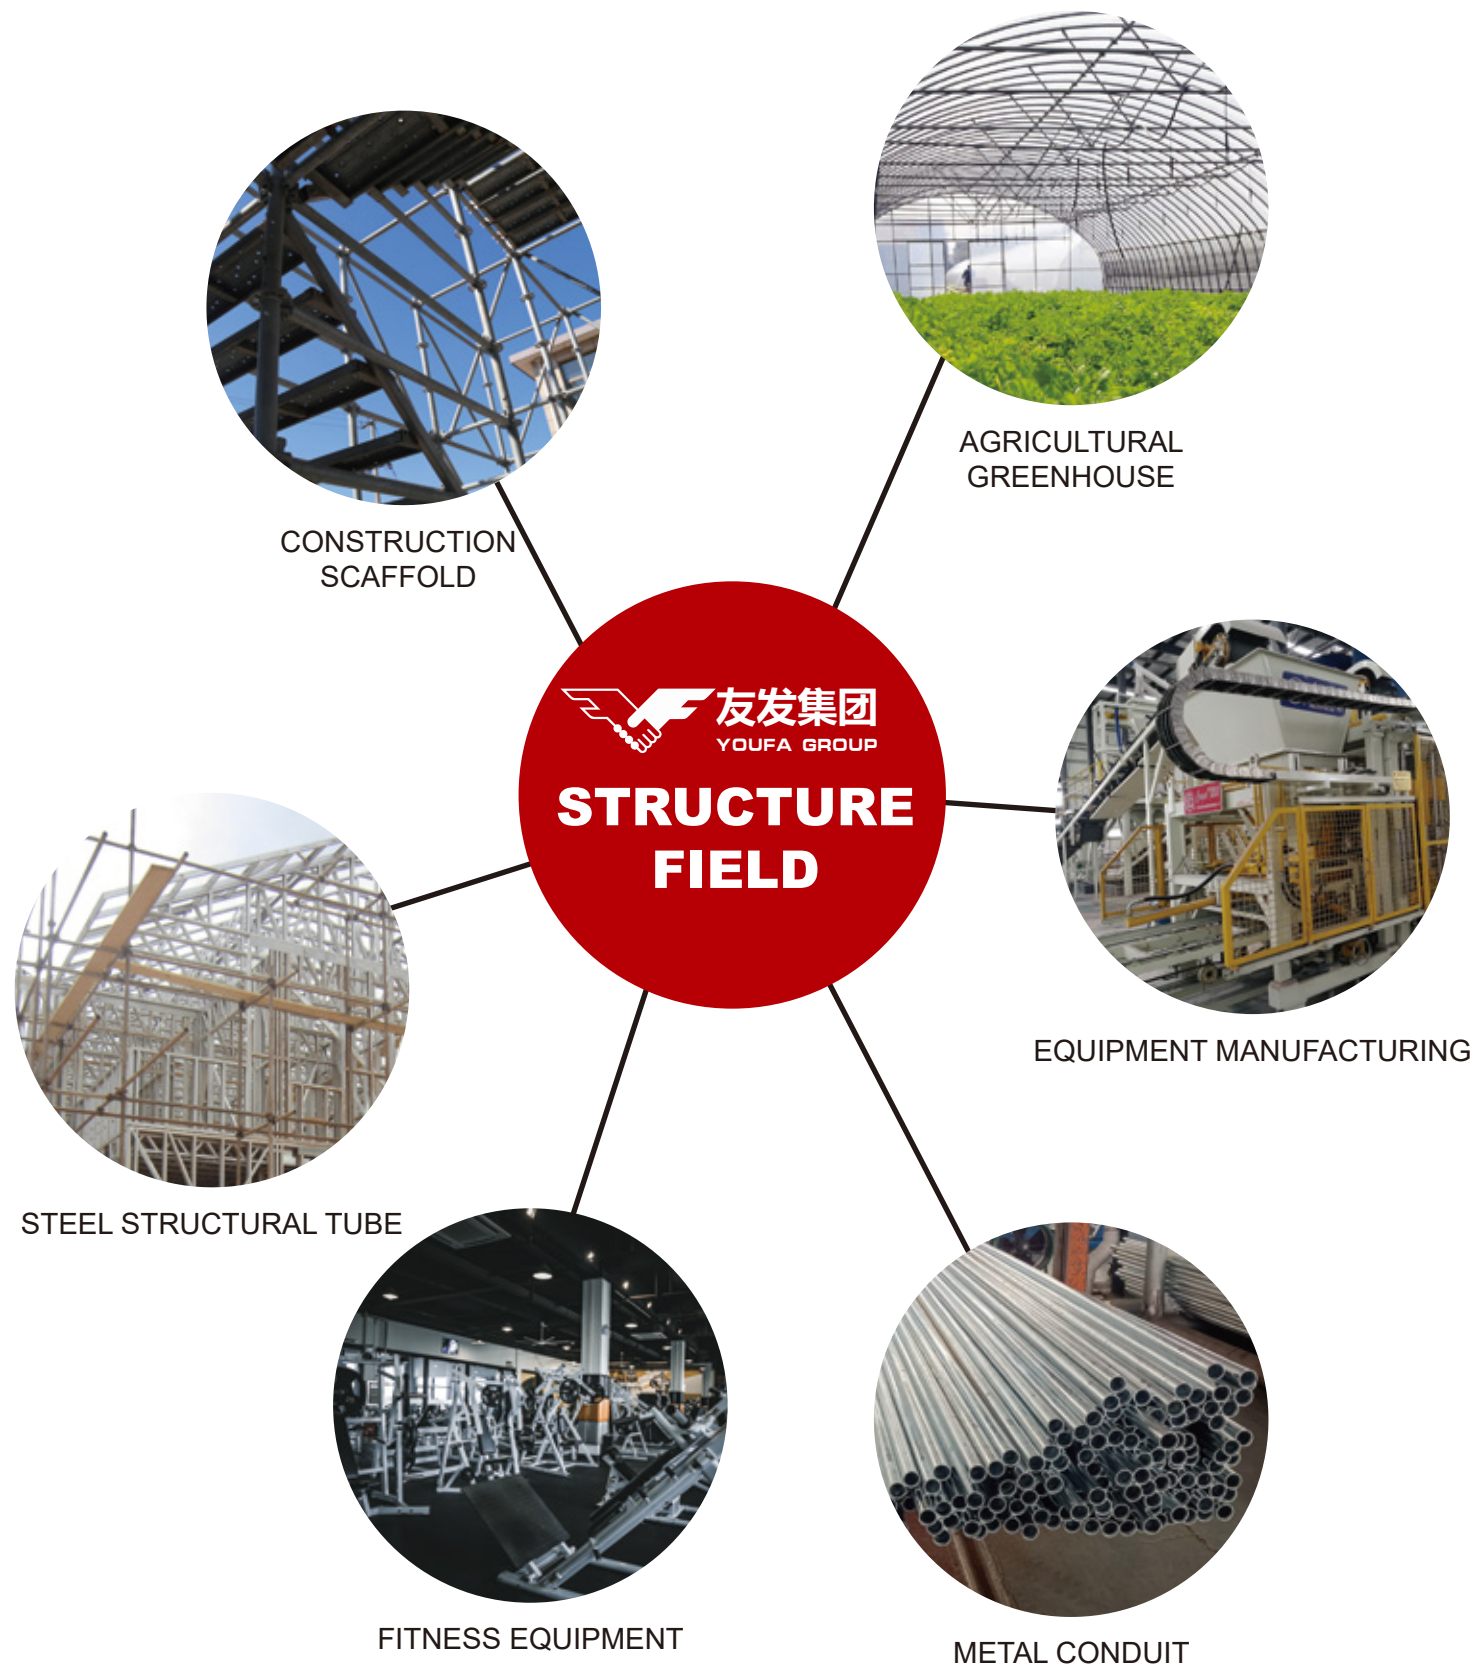 AGRICULTURAL
GREENHOUSE
CONSTRUCTION
SCAFFOLD
友发集团
YOUFA GROUP
STRUCTURE
FIELD
EQUIPMENT MANUFACTURING
STEEL STRUCTURAL TUBE
FITNESS EQUIPMENT
METAL CONDUIT